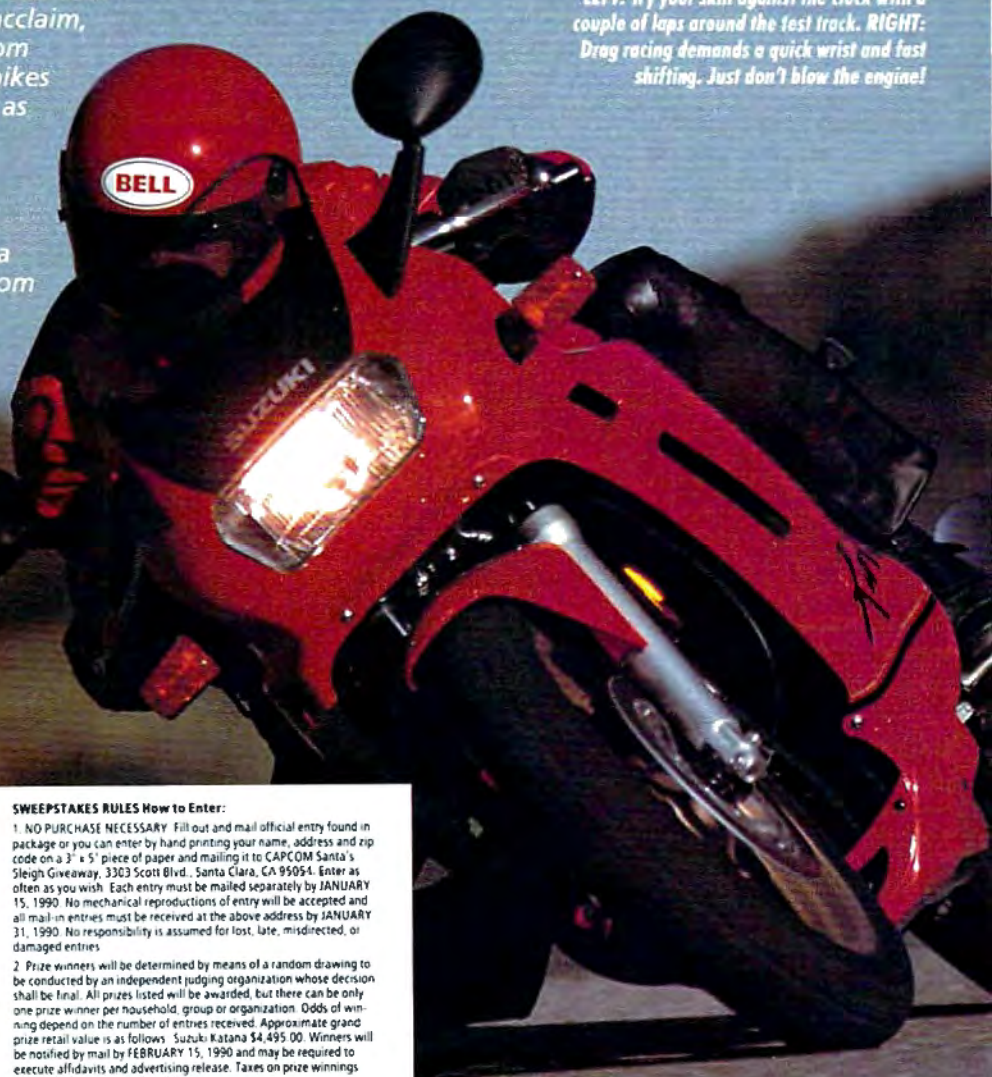 acclaim,
om
ikes
as
a
om
couple of laps around the test track. RIGHT:
Drag racing demands a quick wrist and fast
shifting. Just don't blow the engine!
BELL
SUZUKI
SWEEPSTAKES RULES How to Enter:
1. NO PURCHASE NECESSARY Fill out and mail official entry found in
package or you can enter by hand printing your name, address and zip
code on a 3" x 5" piece of paper and mailing it to CAPCOM Santa's
Sleigh Giveaway, 3303 Scott Blvd., Santa Clara, CA 95054. Enter as
often as you wish. Each entry must be mailed separately by JANUARY
15, 1990. No mechanical reproductions of entry will be accepted and
all mail-in entries must be received at the above address by JANUARY
31, 1990. No responsibility is assumed for lost, late, misdirected, or
damaged entries
2 Prize winners will be determined by means of a random drawing to
be conducted by an independent judging organization whose decision
shall be final. All prizes listed will be awarded, but there can be only
one prize winner per household, group or organization. Odds of win-
ning depend on the number of entries received. Approximate grand
prize retail value is as follows: Suzuki Katana $4,495.00. Winners will
be notified by mail by FEBRUARY 15, 1990 and may be required to
execute affidavits and advertising release. Taxes on prize winnings